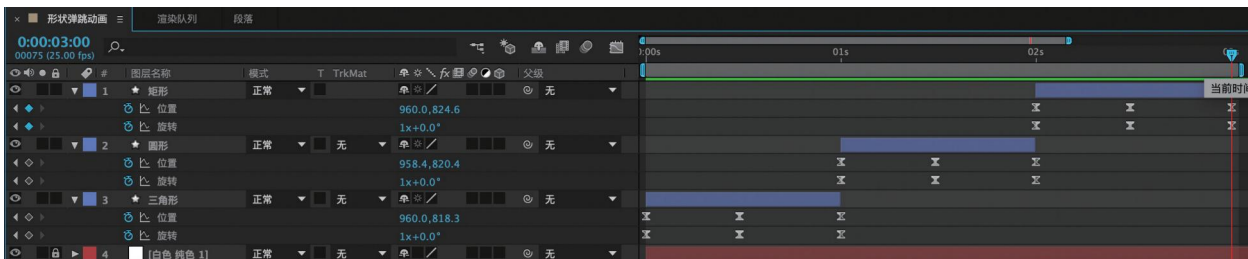 × 形状弹跳动画 ≡ 渲染队列 段落
0:00:03:00
00075 (25.00 fps)
:00s 01s 02s
# 图层名称 模式 T TrkMat fx 父级
1 ★ 矩形 正常 无 当前时间
位置 960.0,824.6
旋转 1x+0.0°
2 ★ 圆形 正常 无 无
位置 958.4,820.4
旋转 1x+0.0°
3 ★ 三角形 正常 无 无
位置 960.0,818.3
旋转 1x+0.0°
4 [白色 纯色 1] 正常 无 无